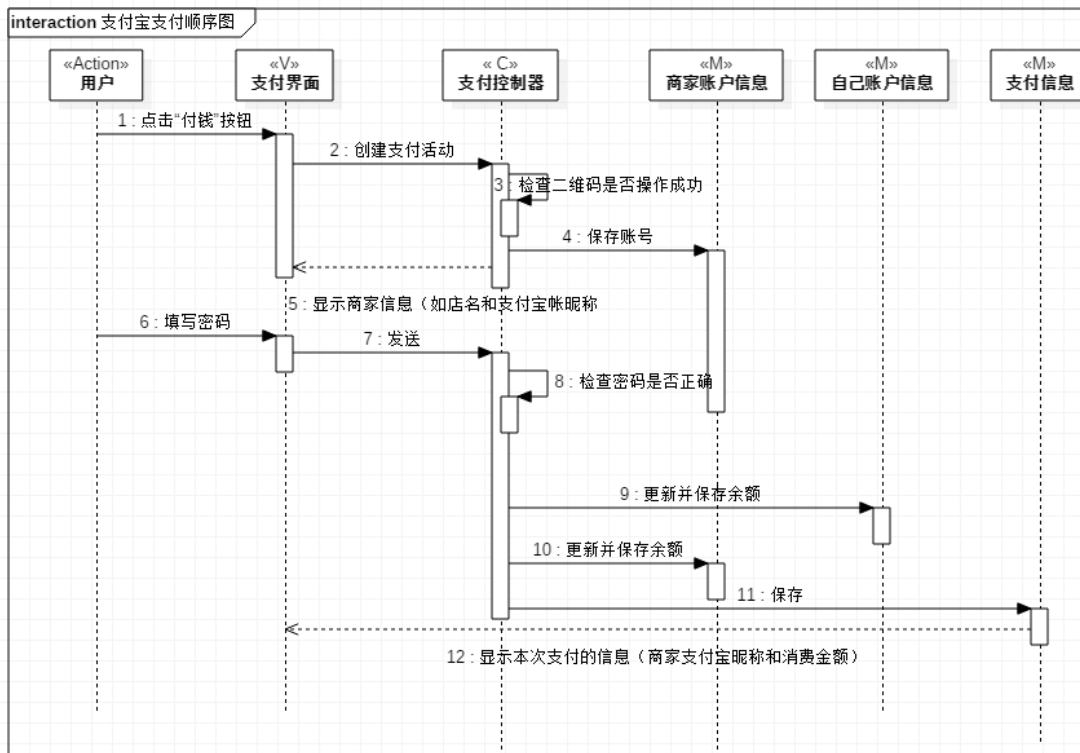 interaction 支付宝支付顺序图
«Action»
用户
«V»
支付界面
« C»
支付控制器
«M»
商家账户信息
«M»
自己账户信息
«M»
支付信息
1 : 点击“付钱”按钮
2 : 创建支付活动
3 : 检查二维码是否操作成功
4 : 保存账号
5 : 显示商家信息（如店名和支付宝帐昵称
6 : 填写密码
7 : 发送
8 : 检查密码是否正确
9 : 更新并保存余额
10 : 更新并保存余额
11 : 保存
12 : 显示本次支付的信息（商家支付宝昵称和消费金额）